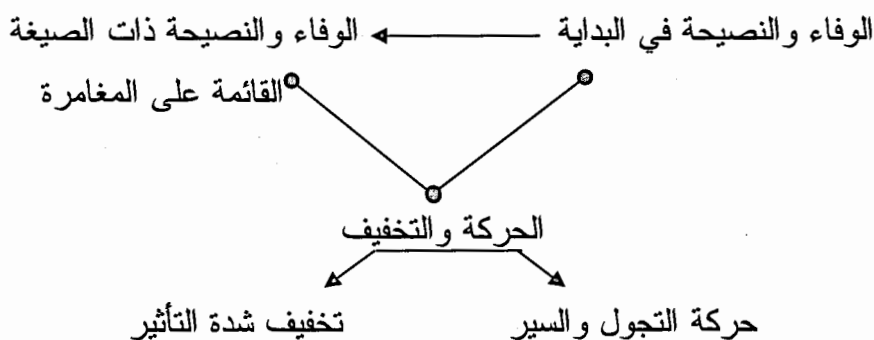 الوفاء والنصيحة في البداية
الوفاء والنصيحة ذات الصيغة
القائمة على المغامرة
الحركة والتخفيف
حركة التجول والسير
تخفيف شدة التأثير